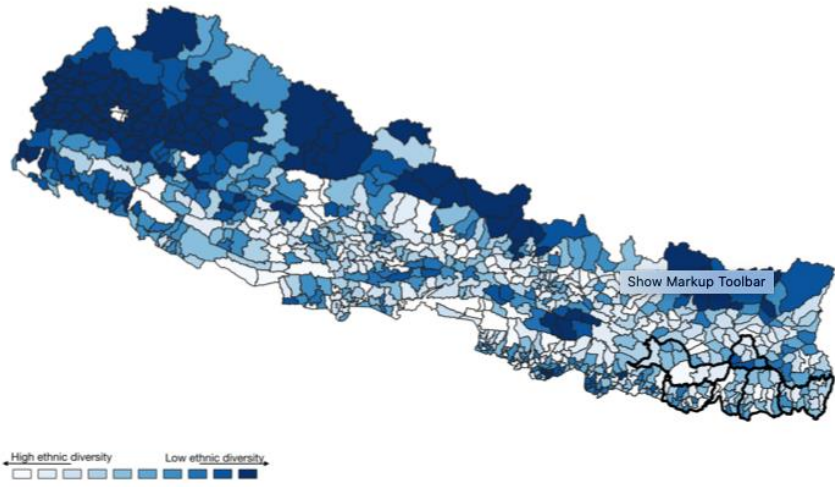 Show Markup Toolbar
High ethnic diversity
Low ethnic diversity